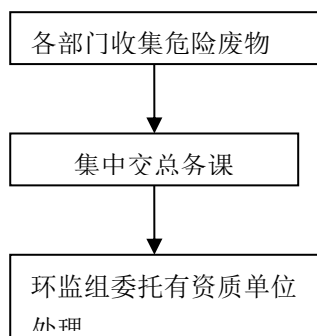 各部门收集危险废物
集中交总务课
环监组委托有资质单位
处理